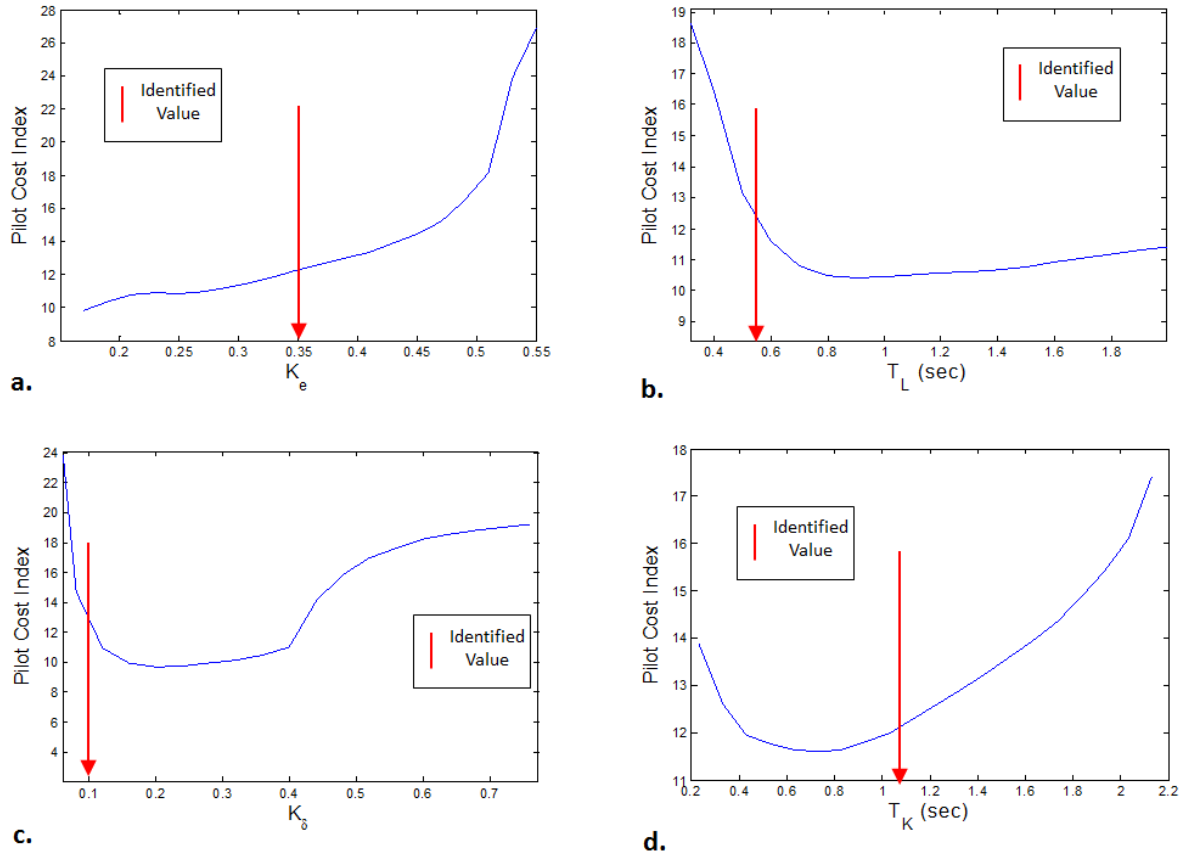 28
26
24
22
20
18
16
14
12
10
8
Pilot Cost Index
Identified
Value
0.2 0.25 0.3 0.35 0.4 0.45 0.5 0.55
K_e
a.
19
18
17
16
15
14
13
12
11
10
9
Pilot Cost Index
Identified
Value
0.4 0.6 0.8 1 1.2 1.4 1.6 1.8
T_L (sec)
b.
24
22
20
18
16
14
12
10
8
6
4
Pilot Cost Index
Identified
Value
0.1 0.2 0.3 0.4 0.5 0.6 0.7
K_δ
c.
18
17
16
15
14
13
12
11
Pilot Cost Index
Identified
Value
0.2 0.4 0.6 0.8 1 1.2 1.4 1.6 1.8 2 2.2
T_K (sec)
d.